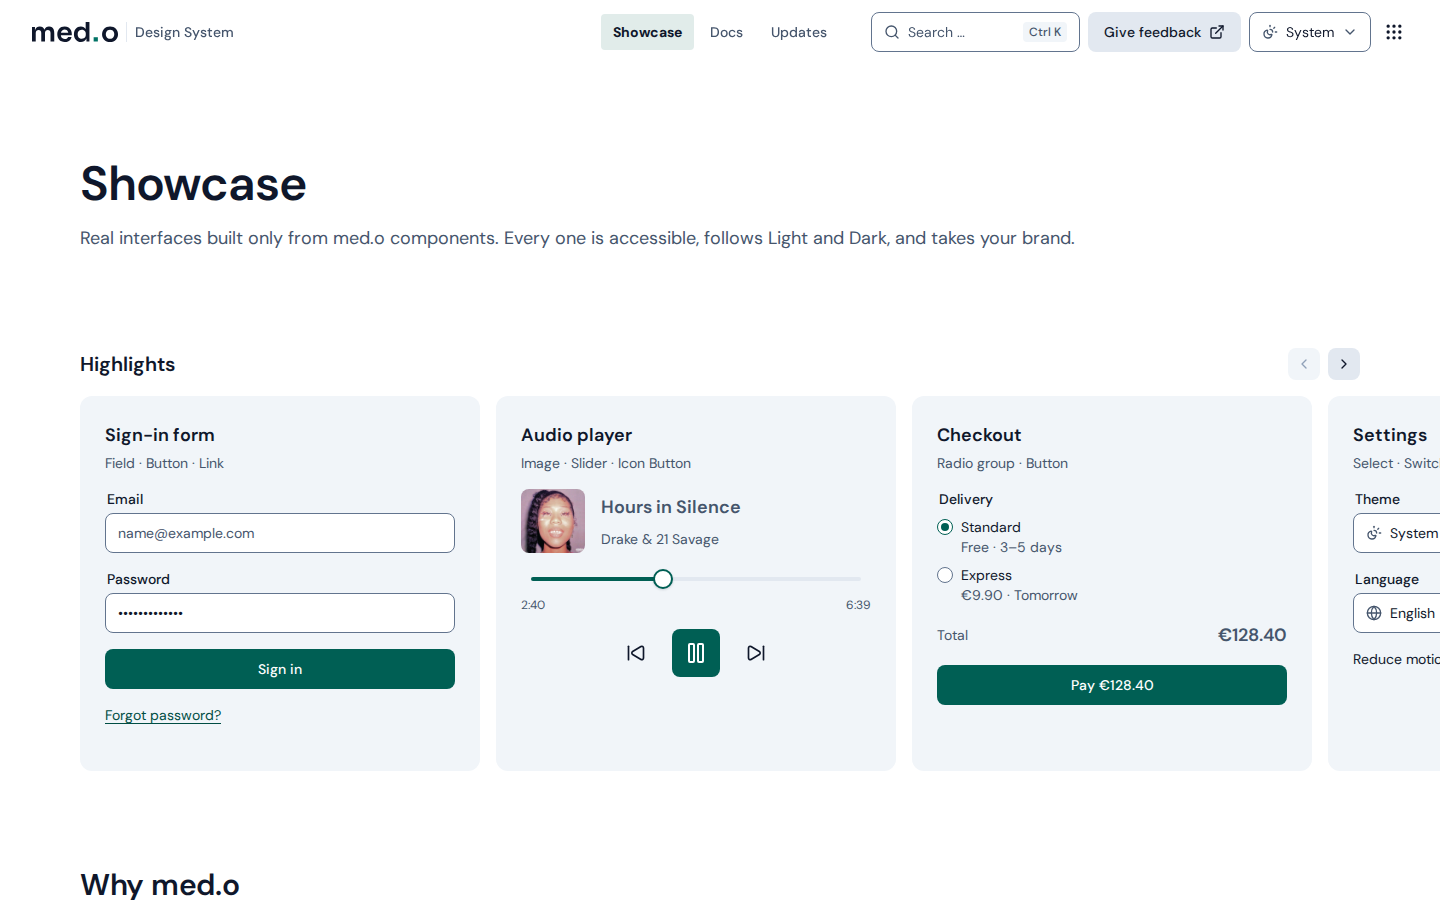 med.o Design System Showcase Docs Updates Search ... Ctrl K Give feedback System
Showcase
Real interfaces built only from med.o components. Every one is accessible, follows Light and Dark, and takes your brand.
Highlights
Sign-in form
Field · Button · Link
Email
name@example.com
Password
•••••••••••••
Sign in
Forgot password?
Audio player
Image · Slider · Icon Button
Hours in Silence
Drake & 21 Savage
2:40 6:39
Checkout
Radio group · Button
Delivery
Standard
Free · 3–5 days
Express
€9.90 · Tomorrow
Total €128.40
Pay €128.40
Settings
Select · Switc
Theme
System
Language
English
Reduce motio
Why med.o